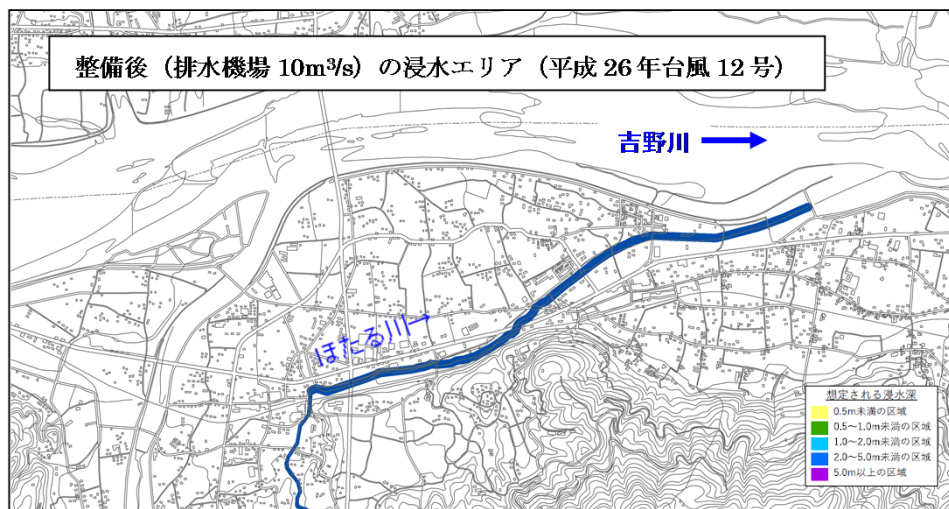 整備後（排水機場 10m³/s）の浸水エリア（平成 26 年台風 12 号）
吉野川
ほたる川→
想定される浸水深
0.5m未満の区域
0.5～1.0m未満の区域
1.0～2.0m未満の区域
2.0～5.0m未満の区域
5.0m以上の区域